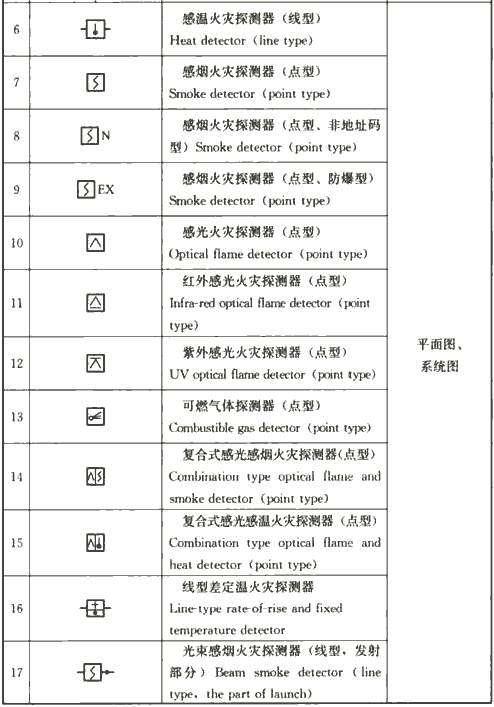 6
感温火灾探测器（线型）
Heat detector（line type）
7
感烟火灾探测器（点型）
Smoke detector（point type）
8
N
感烟火灾探测器（点型、非地址码
型）Smoke detector（point type）
9
EX
感烟火灾探测器（点型、防爆型）
Smoke detector（point type）
10
感光火灾探测器（点型）
Optical flame detector（point type）
11
红外感光火灾探测器（点型）
Infra-red optical flame detector（point
type）
平面图、
系统图
12
紫外感光火灾探测器（点型）
UV optical flame detector（point type）
13
可燃气体探测器（点型）
Combustible gas detector（point type）
14
复合式感光感烟火灾探测器（点型）
Combination type optical flame and
smoke detector（point type）
15
复合式感光感温火灾探测器（点型）
Combination type optical flame and
heat detector（point type）
16
线型差定温火灾探测器
Line-type rate-of-rise and fixed
temperature detector
17
光束感烟火灾探测器（线型，发射
部分）Beam smoke detector（line
type，the part of launch）